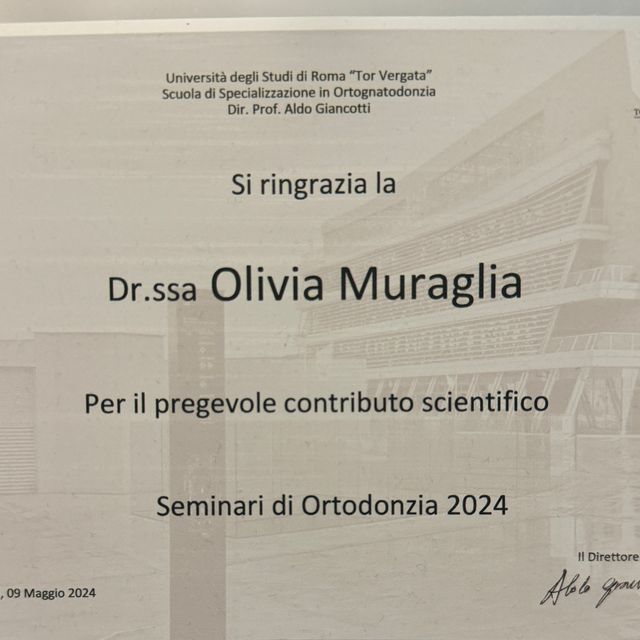 Università degli Studi di Roma "Tor Vergata"
Scuola di Specializzazione in Ortognatodonzia
Dir. Prof. Aldo Giancotti
Si ringrazia la
Dr.ssa Olivia Muraglia
Per il pregevole contributo scientifico
Seminari di Ortodonzia 2024
Il Direttore
, 09 Maggio 2024